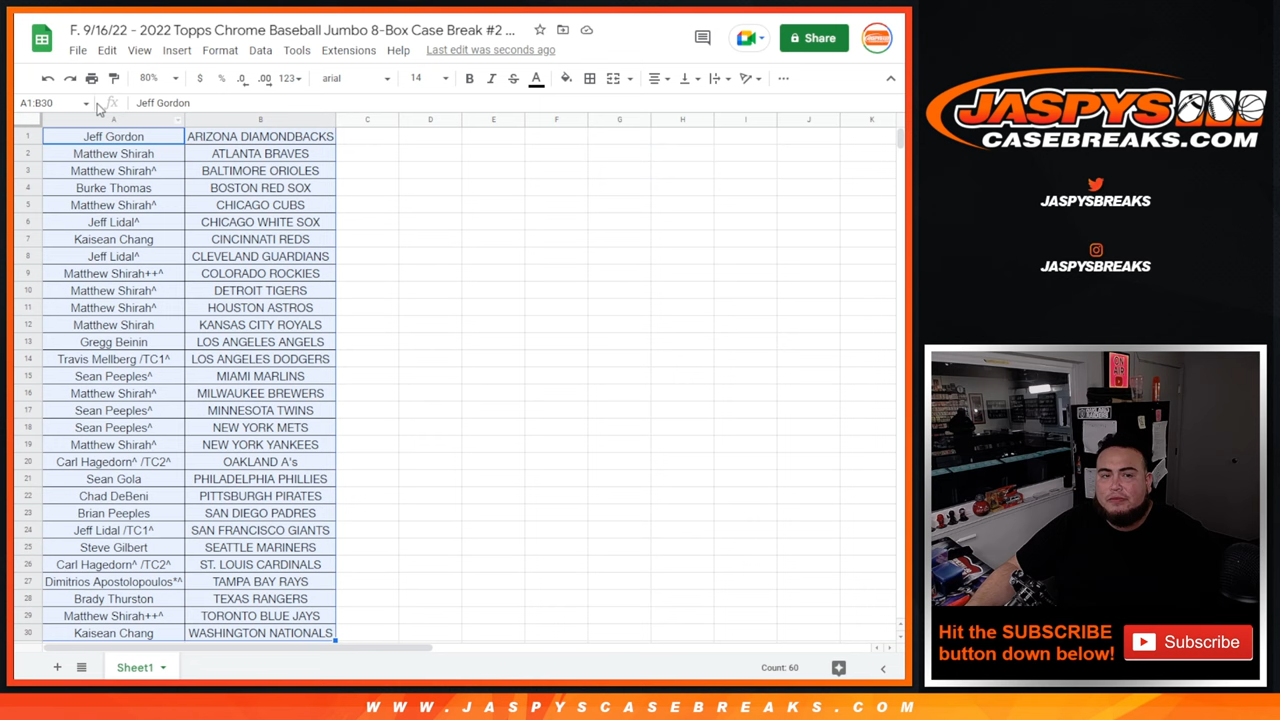 F. 9/16/22 - 2022 Topps Chrome Baseball Jumbo 8-Box Case Break #2 ...
File Edit View Insert Format Data Tools Extensions Help Last edit was seconds ago
Share
80% $ % .0 .00 123 arial 14 B I S A
A1:B30 fx Jeff Gordon
A B C D E F G H I J K
1 Jeff Gordon ARIZONA DIAMONDBACKS
2 Matthew Shirah ATLANTA BRAVES
3 Matthew Shirah^ BALTIMORE ORIOLES
4 Burke Thomas BOSTON RED SOX
5 Matthew Shirah^ CHICAGO CUBS
6 Jeff Lidal^ CHICAGO WHITE SOX
7 Kaisean Chang CINCINNATI REDS
8 Jeff Lidal^ CLEVELAND GUARDIANS
9 Matthew Shirah++^ COLORADO ROCKIES
10 Matthew Shirah^ DETROIT TIGERS
11 Matthew Shirah^ HOUSTON ASTROS
12 Matthew Shirah KANSAS CITY ROYALS
13 Gregg Beinin LOS ANGELES ANGELS
14 Travis Mellberg /TC1^ LOS ANGELES DODGERS
15 Sean Peeples^ MIAMI MARLINS
16 Matthew Shirah^ MILWAUKEE BREWERS
17 Sean Peeples^ MINNESOTA TWINS
18 Sean Peeples^ NEW YORK METS
19 Matthew Shirah^ NEW YORK YANKEES
20 Carl Hagedorn^ /TC2^ OAKLAND A's
21 Sean Gola PHILADELPHIA PHILLIES
22 Chad DeBeni PITTSBURGH PIRATES
23 Brian Peeples SAN DIEGO PADRES
24 Jeff Lidal /TC1^ SAN FRANCISCO GIANTS
25 Steve Gilbert SEATTLE MARINERS
26 Carl Hagedorn^ /TC2^ ST. LOUIS CARDINALS
27 Dimitrios Apostolopoulos*^ TAMPA BAY RAYS
28 Brady Thurston TEXAS RANGERS
29 Matthew Shirah++^ TORONTO BLUE JAYS
30 Kaisean Chang WASHINGTON NATIONALS
Sheet1
Count: 60
JASPYS
CASEBREAKS.COM
JASPYSBREAKS
JASPYSBREAKS
ON AIR
Hit the SUBSCRIBE
button down below!
Subscribe
WWW.JASPYSCASEBREAKS.COM